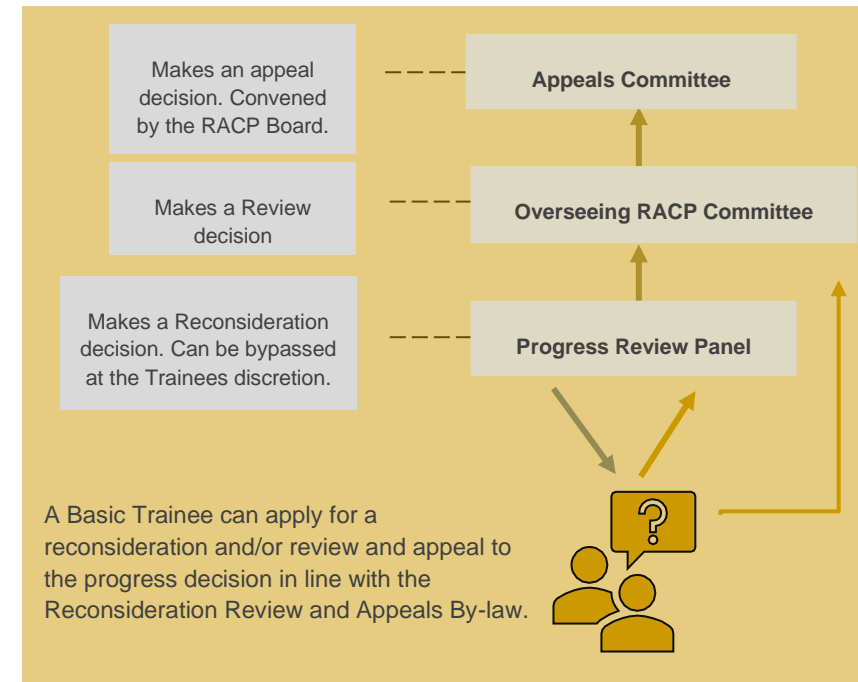 Makes an appeal
decision. Convened
by the RACP Board.
Appeals Committee
Makes a Review
decision
Overseeing RACP Committee
Makes a Reconsideration
decision. Can be bypassed
at the Trainees discretion.
Progress Review Panel
?
A Basic Trainee can apply for a
reconsideration and/or review and appeal to
the progress decision in line with the
Reconsideration Review and Appeals By-law.